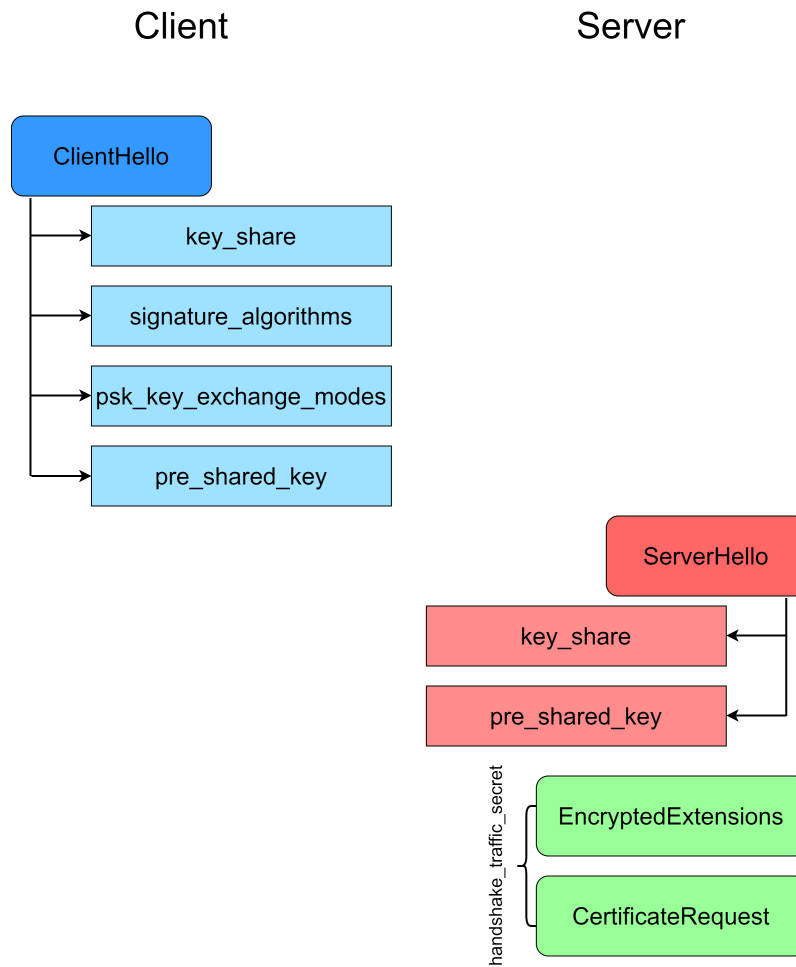 Client
Server
ClientHello
key_share
signature_algorithms
psk_key_exchange_modes
pre_shared_key
ServerHello
key_share
pre_shared_key
handshake_traffic_secret
EncryptedExtensions
CertificateRequest